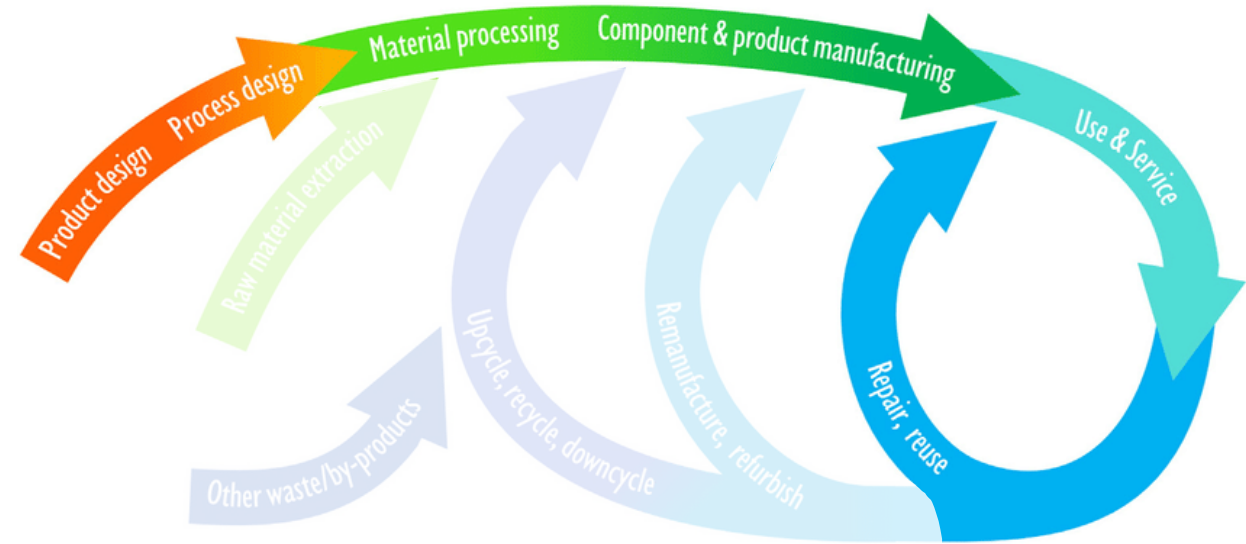 Product design
Process design
Material processing
Component & product manufacturing
Use & Service
Raw material extraction
Other waste/by-products
Upcycle, recycle, downcycle
Remanufacture, refurbish
Repair, reuse